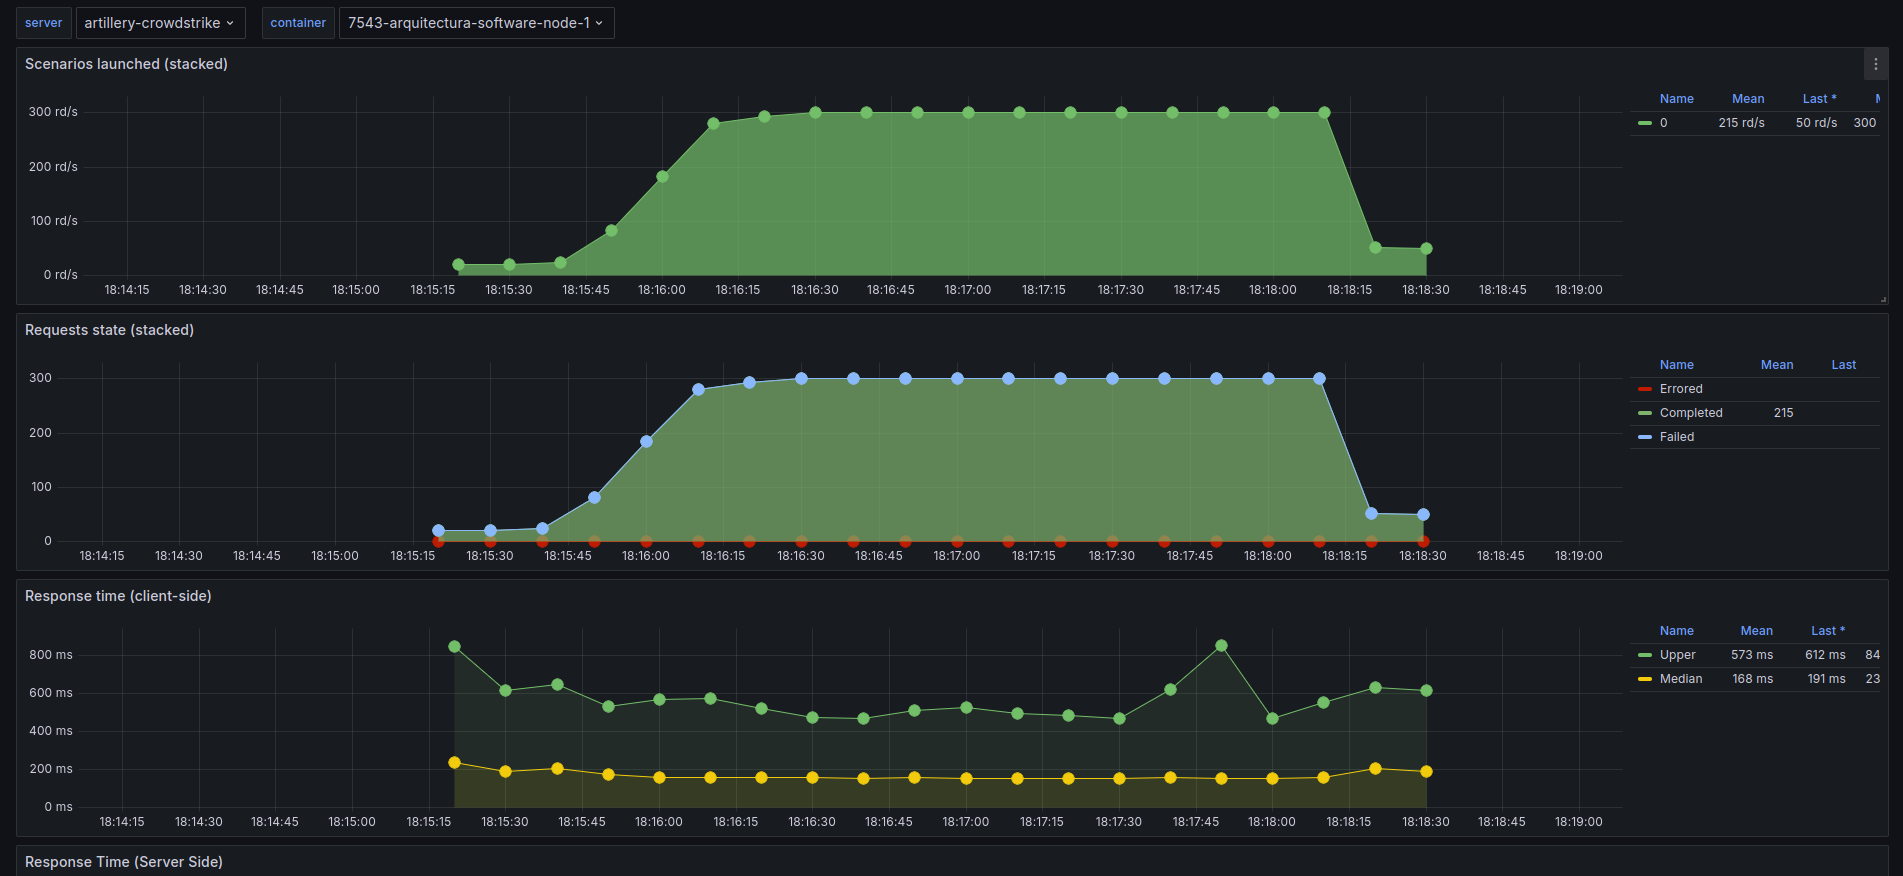 server artillery-crowdstrike container 7543-arquitectura-software-node-1
Scenarios launched (stacked)
300 rd/s
200 rd/s
100 rd/s
0 rd/s
18:14:15 18:14:30 18:14:45 18:15:00 18:15:15 18:15:30 18:15:45 18:16:00 18:16:15 18:16:30 18:16:45 18:17:00 18:17:15 18:17:30 18:17:45 18:18:00 18:18:15 18:18:30 18:18:45 18:19:00
Name Mean Last *
0 215 rd/s 50 rd/s 300
Requests state (stacked)
300
200
100
0
18:14:15 18:14:30 18:14:45 18:15:00 18:15:15 18:15:30 18:15:45 18:16:00 18:16:15 18:16:30 18:16:45 18:17:00 18:17:15 18:17:30 18:17:45 18:18:00 18:18:15 18:18:30 18:18:45 18:19:00
Name Mean Last
Errored
Completed 215
Failed
Response time (client-side)
800 ms
600 ms
400 ms
200 ms
0 ms
18:14:15 18:14:30 18:14:45 18:15:00 18:15:15 18:15:30 18:15:45 18:16:00 18:16:15 18:16:30 18:16:45 18:17:00 18:17:15 18:17:30 18:17:45 18:18:00 18:18:15 18:18:30 18:18:45 18:19:00
Name Mean Last *
Upper 573 ms 612 ms 84
Median 168 ms 191 ms 23
Response Time (Server Side)